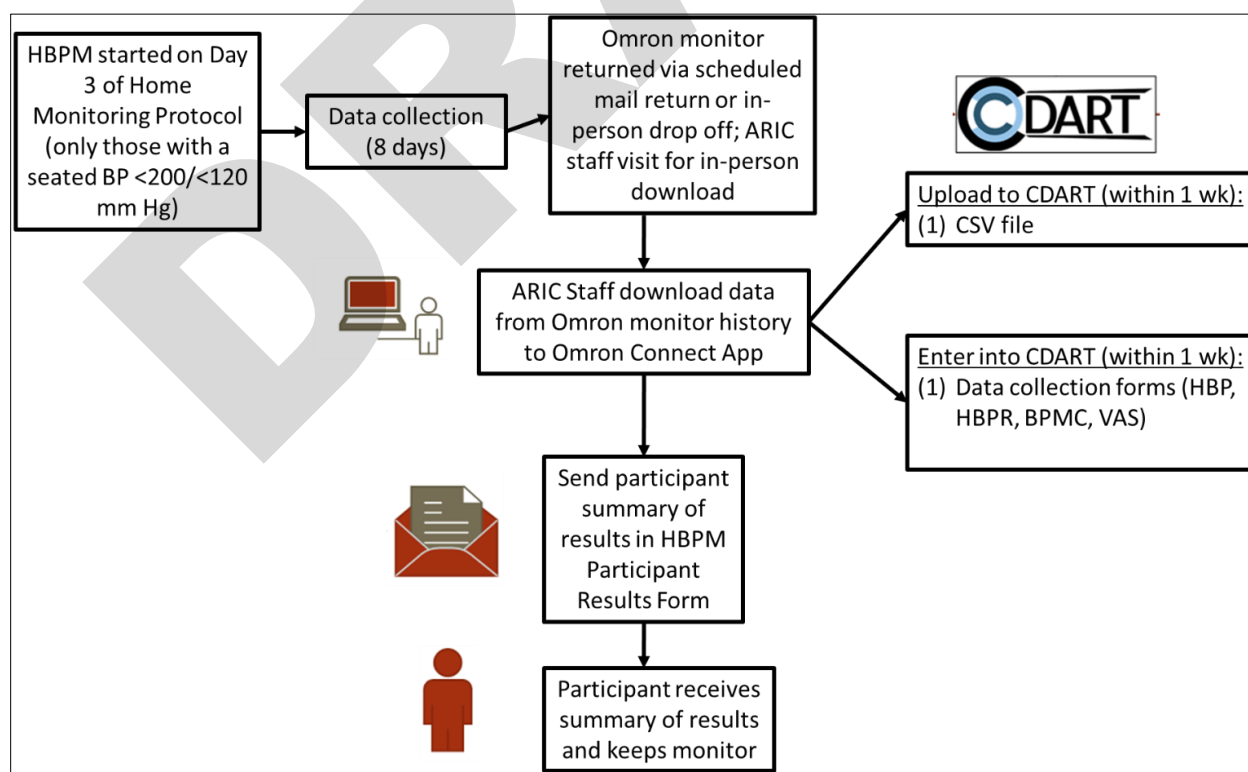 HBPM started on Day
3 of Home
Monitoring Protocol
(only those with a
seated BP <200/<120
mm Hg)
Data collection
(8 days)
Omron monitor
returned via scheduled
mail return or in-
person drop off; ARIC
staff visit for in-person
download
CDART
Upload to CDART (within 1 wk):
(1) CSV file
ARIC Staff download data
from Omron monitor history
to Omron Connect App
Enter into CDART (within 1 wk):
(1) Data collection forms (HBP,
HBPR, BPMC, VAS)
Send participant
summary of
results in HBPM
Participant
Results Form
Participant receives
summary of results
and keeps monitor
DRA